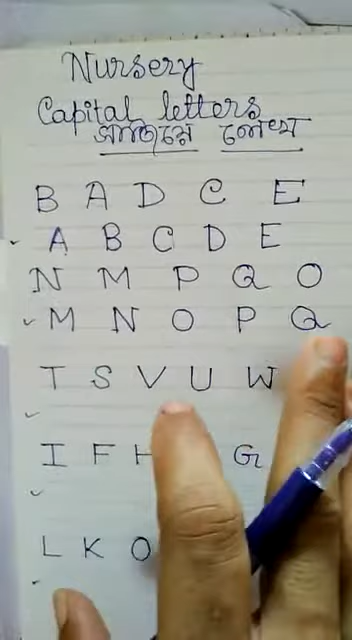 Nursery
Capital letters
সাজিয়ে লেখো
B A D C E
A B C D E
N M P Q O
M N O P Q
T S V U W
I F H G
L K O